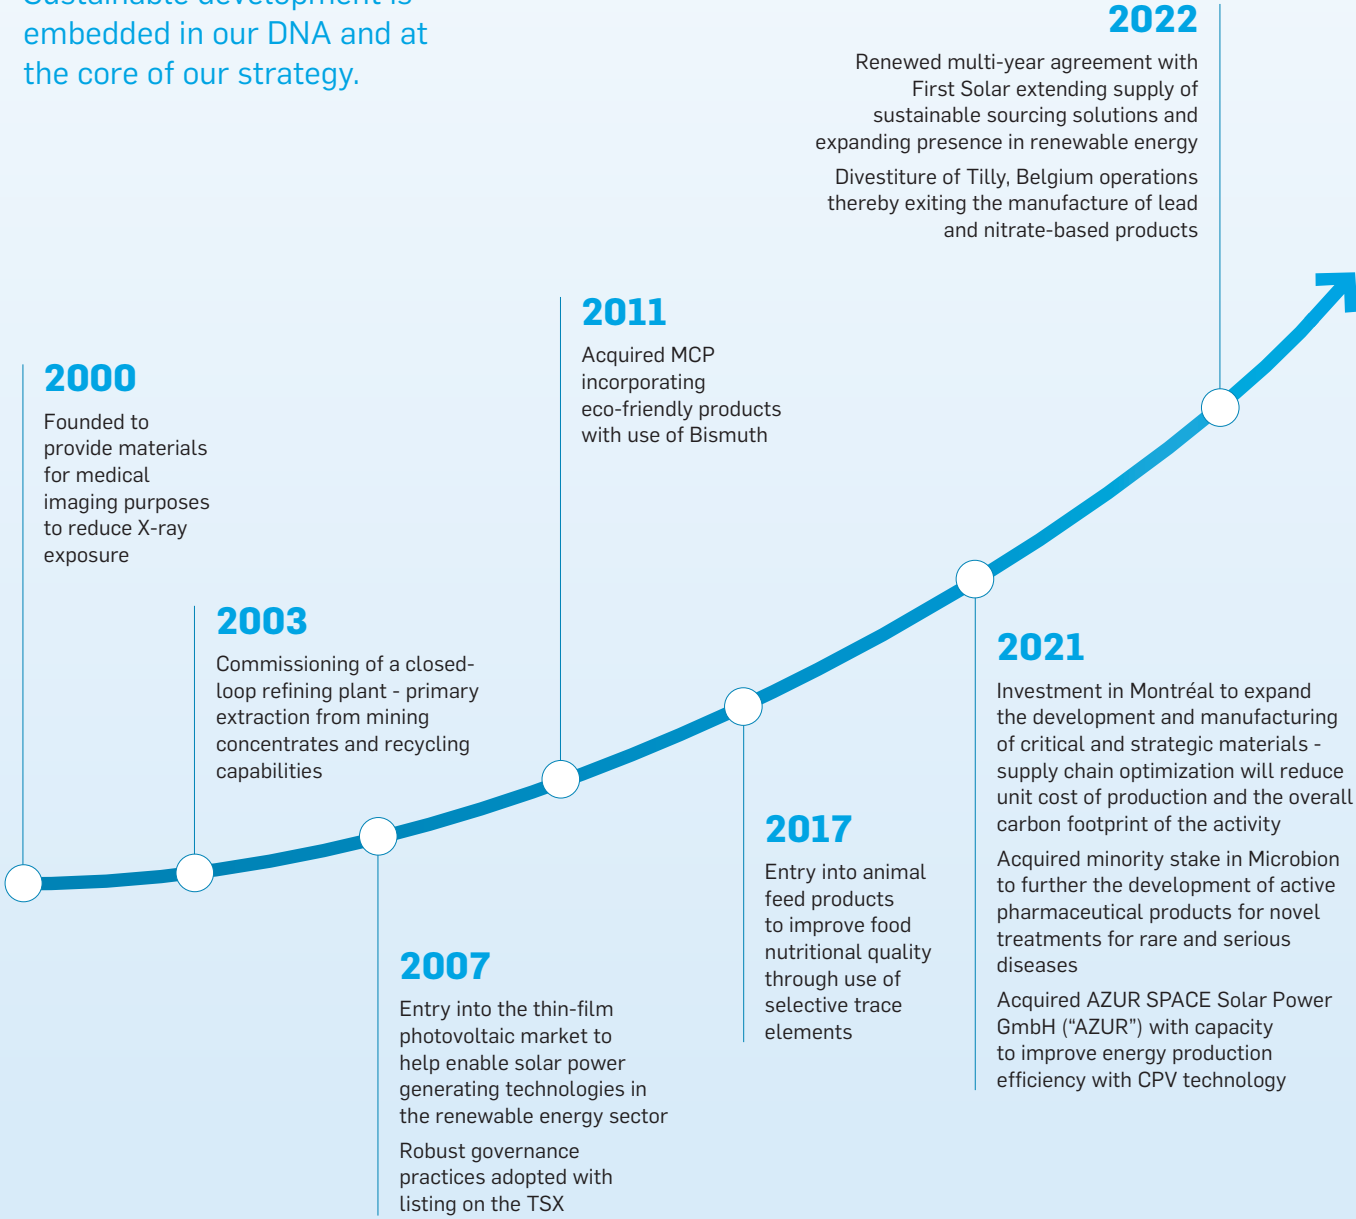 Sustainable development is
embedded in our DNA and at
the core of our strategy.
2022
Renewed multi-year agreement with
First Solar extending supply of
sustainable sourcing solutions and
expanding presence in renewable energy
Divestiture of Tilly, Belgium operations
thereby exiting the manufacture of lead
and nitrate-based products
2011
Acquired MCP
incorporating
eco-friendly products
with use of Bismuth
2000
Founded to
provide materials
for medical
imaging purposes
to reduce X-ray
exposure
2003
Commissioning of a closed-
loop refining plant - primary
extraction from mining
concentrates and recycling
capabilities
2021
Investment in Montréal to expand
the development and manufacturing
of critical and strategic materials -
supply chain optimization will reduce
unit cost of production and the overall
carbon footprint of the activity
Acquired minority stake in Microbion
to further the development of active
pharmaceutical products for novel
treatments for rare and serious
diseases
Acquired AZUR SPACE Solar Power
GmbH (“AZUR”) with capacity
to improve energy production
efficiency with CPV technology
2017
Entry into animal
feed products
to improve food
nutritional quality
through use of
selective trace
elements
2007
Entry into the thin-film
photovoltaic market to
help enable solar power
generating technologies in
the renewable energy sector
Robust governance
practices adopted with
listing on the TSX